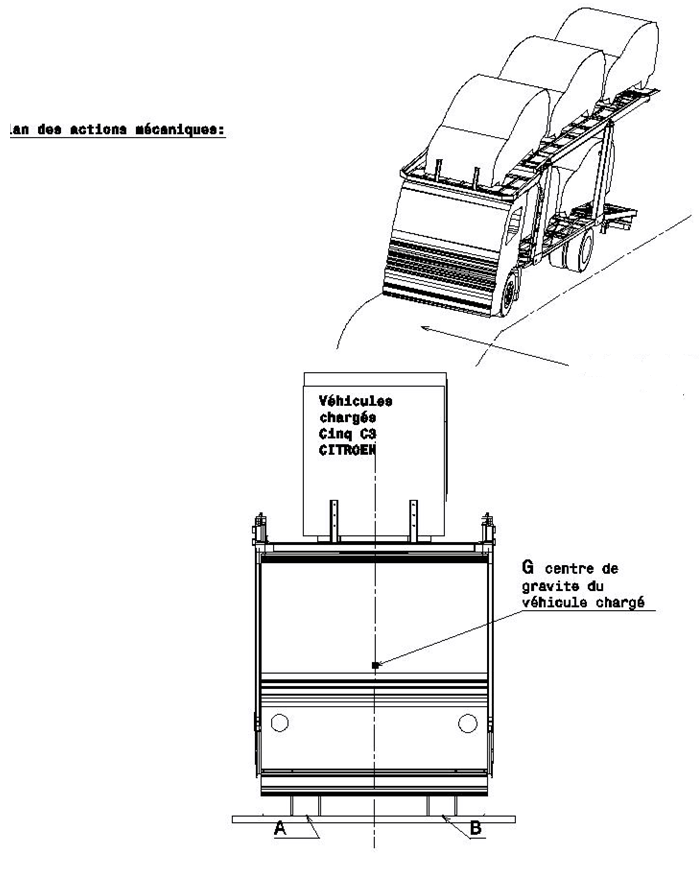 lan des actions mécaniques:
Véhicules
chargés
Cinq C3
CITROEN
G centre de
gravite du
véhicule chargé
A B